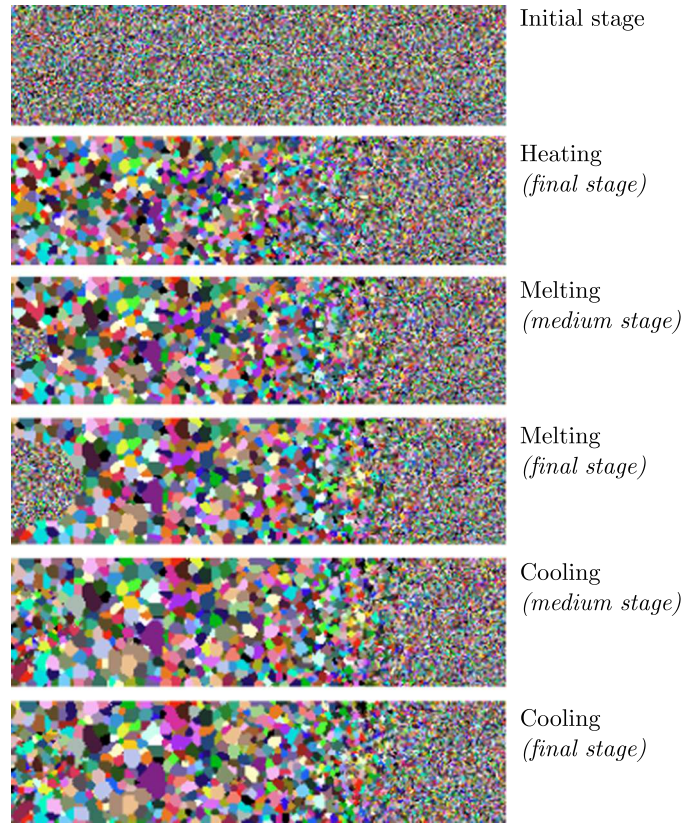 Initial stage
Heating
(final stage)
Melting
(medium stage)
Melting
(final stage)
Cooling
(medium stage)
Cooling
(final stage)